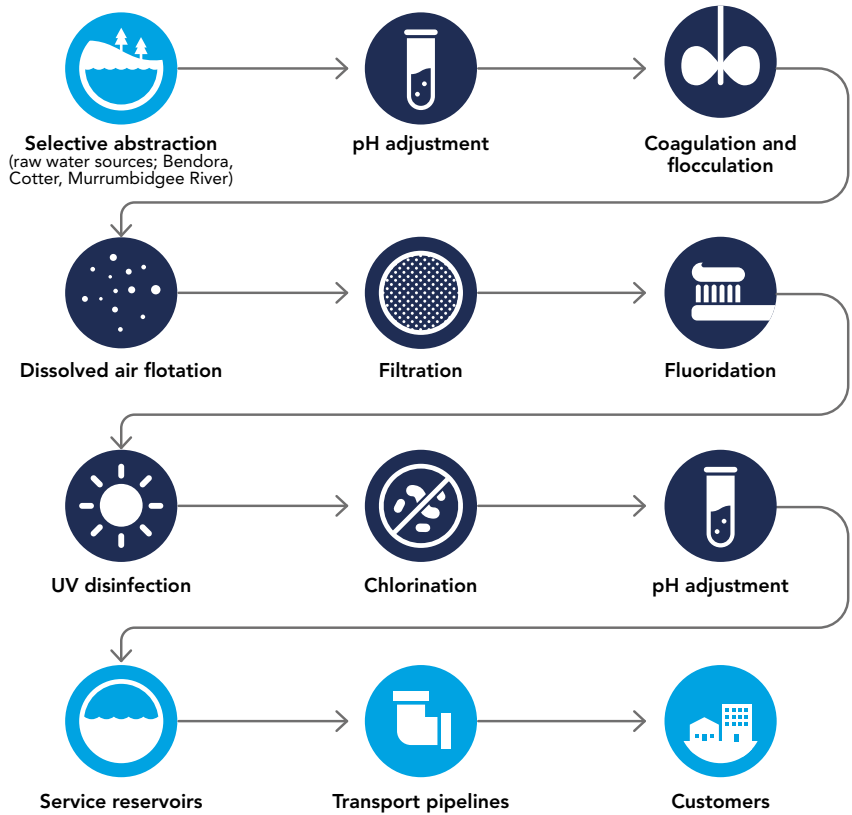 Selective abstraction
(raw water sources; Bendora,
Cotter, Murrumbidgee River)
pH adjustment
Coagulation and
flocculation
Dissolved air flotation
Filtration
Fluoridation
UV disinfection
Chlorination
pH adjustment
Service reservoirs
Transport pipelines
Customers